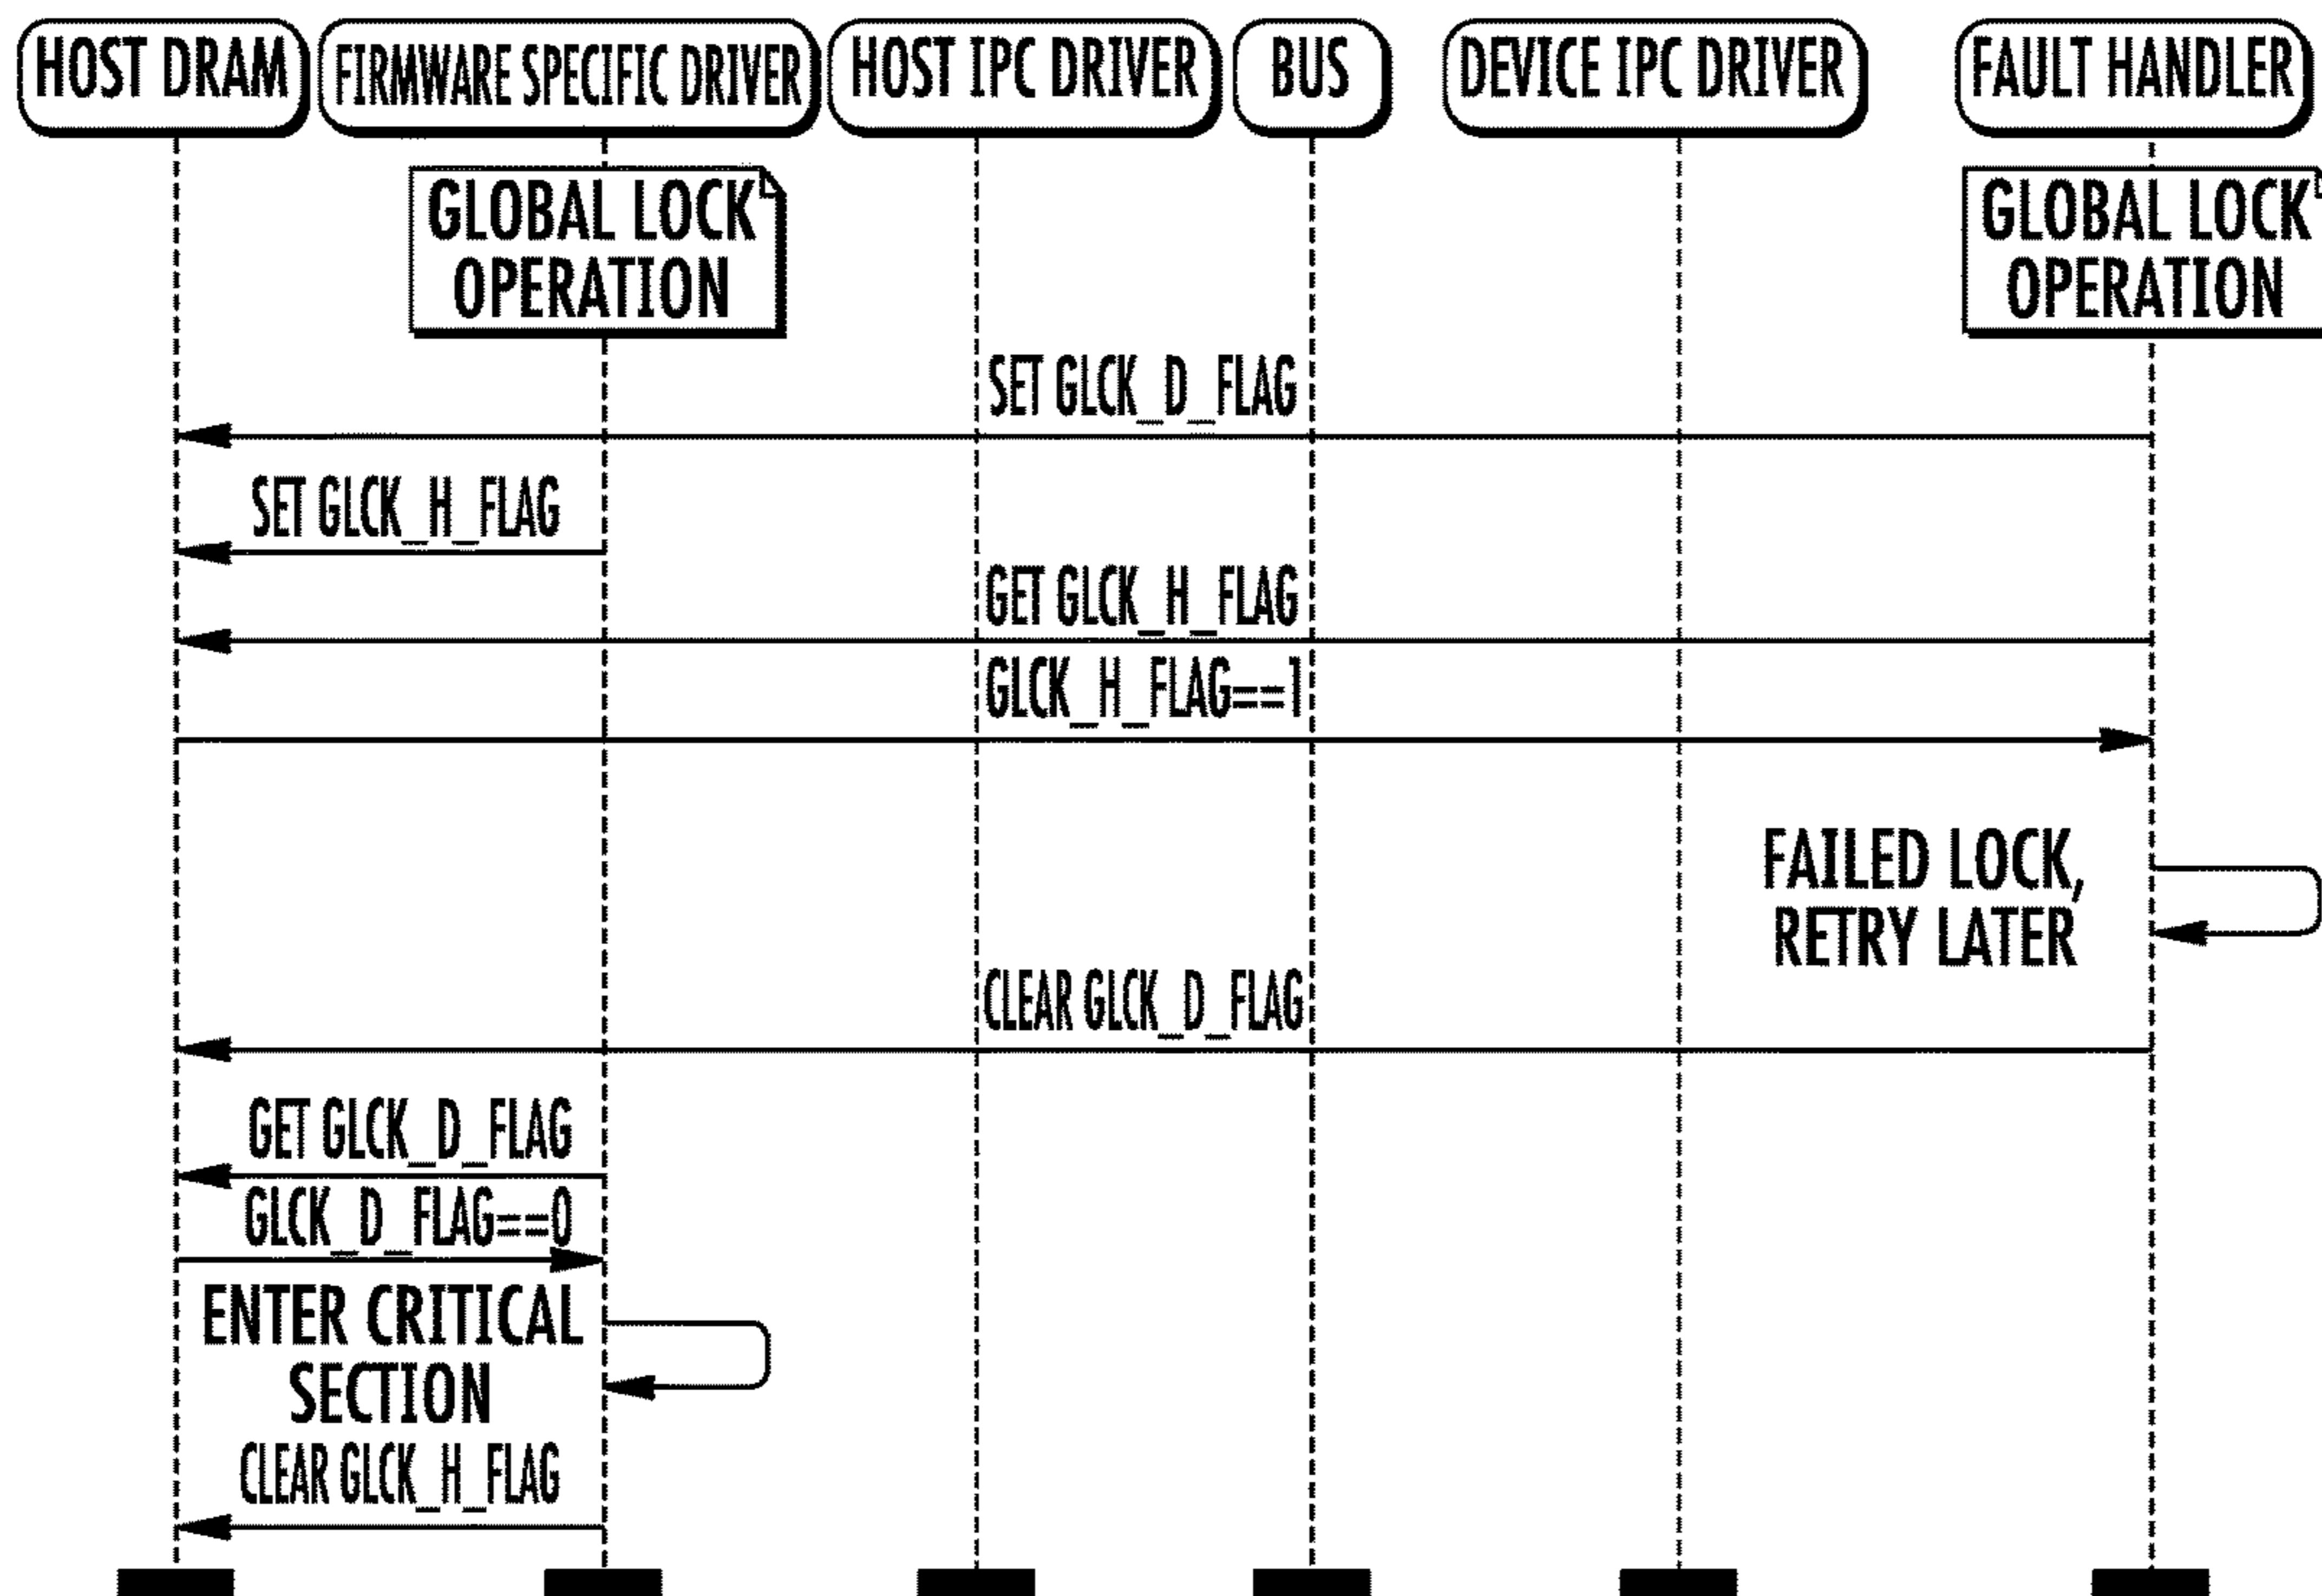 HOST DRAM
FIRMWARE SPECIFIC DRIVER
HOST IPC DRIVER
BUS
DEVICE IPC DRIVER
FAULT HANDLER
GLOBAL LOCK
OPERATION
GLOBAL LOCK
OPERATION
SET GLCK_D_FLAG
SET GLCK_H_FLAG
GET GLCK_H_FLAG
GLCK_H_FLAG==1
FAILED LOCK,
RETRY LATER
CLEAR GLCK_D_FLAG
GET GLCK_D_FLAG
GLCK_D_FLAG==0
ENTER CRITICAL
SECTION
CLEAR GLCK_H_FLAG